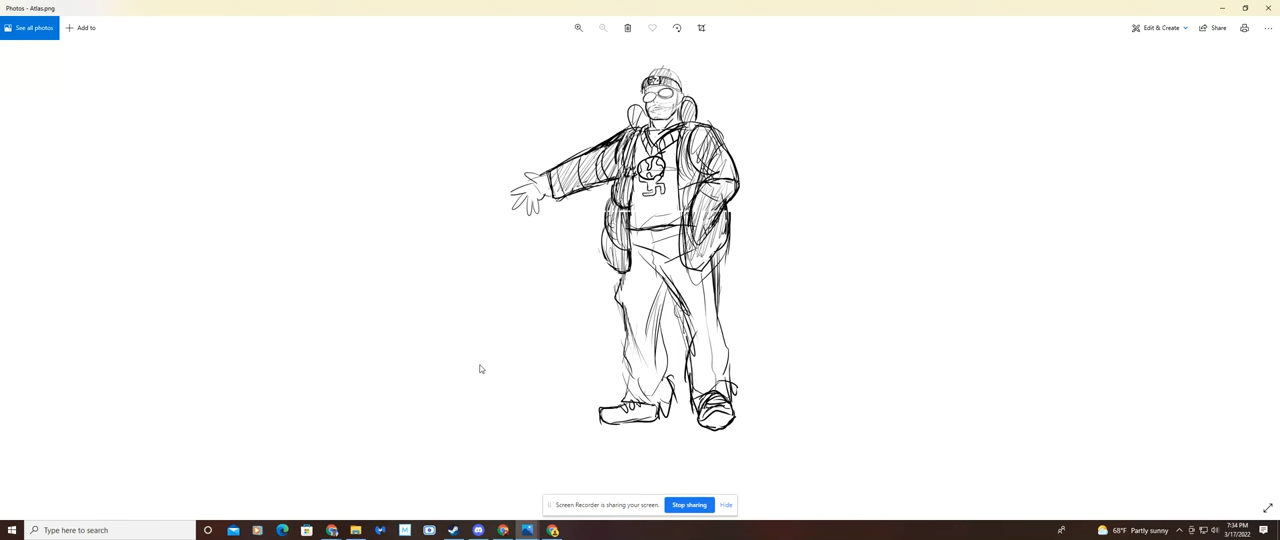 Photos - Atlas.png
See all photos
Add to
Edit & Create
Share
Screen Recorder is sharing your screen.
Stop sharing
Hide
Type here to search
68°F Partly sunny
7:34 PM
3/17/2022